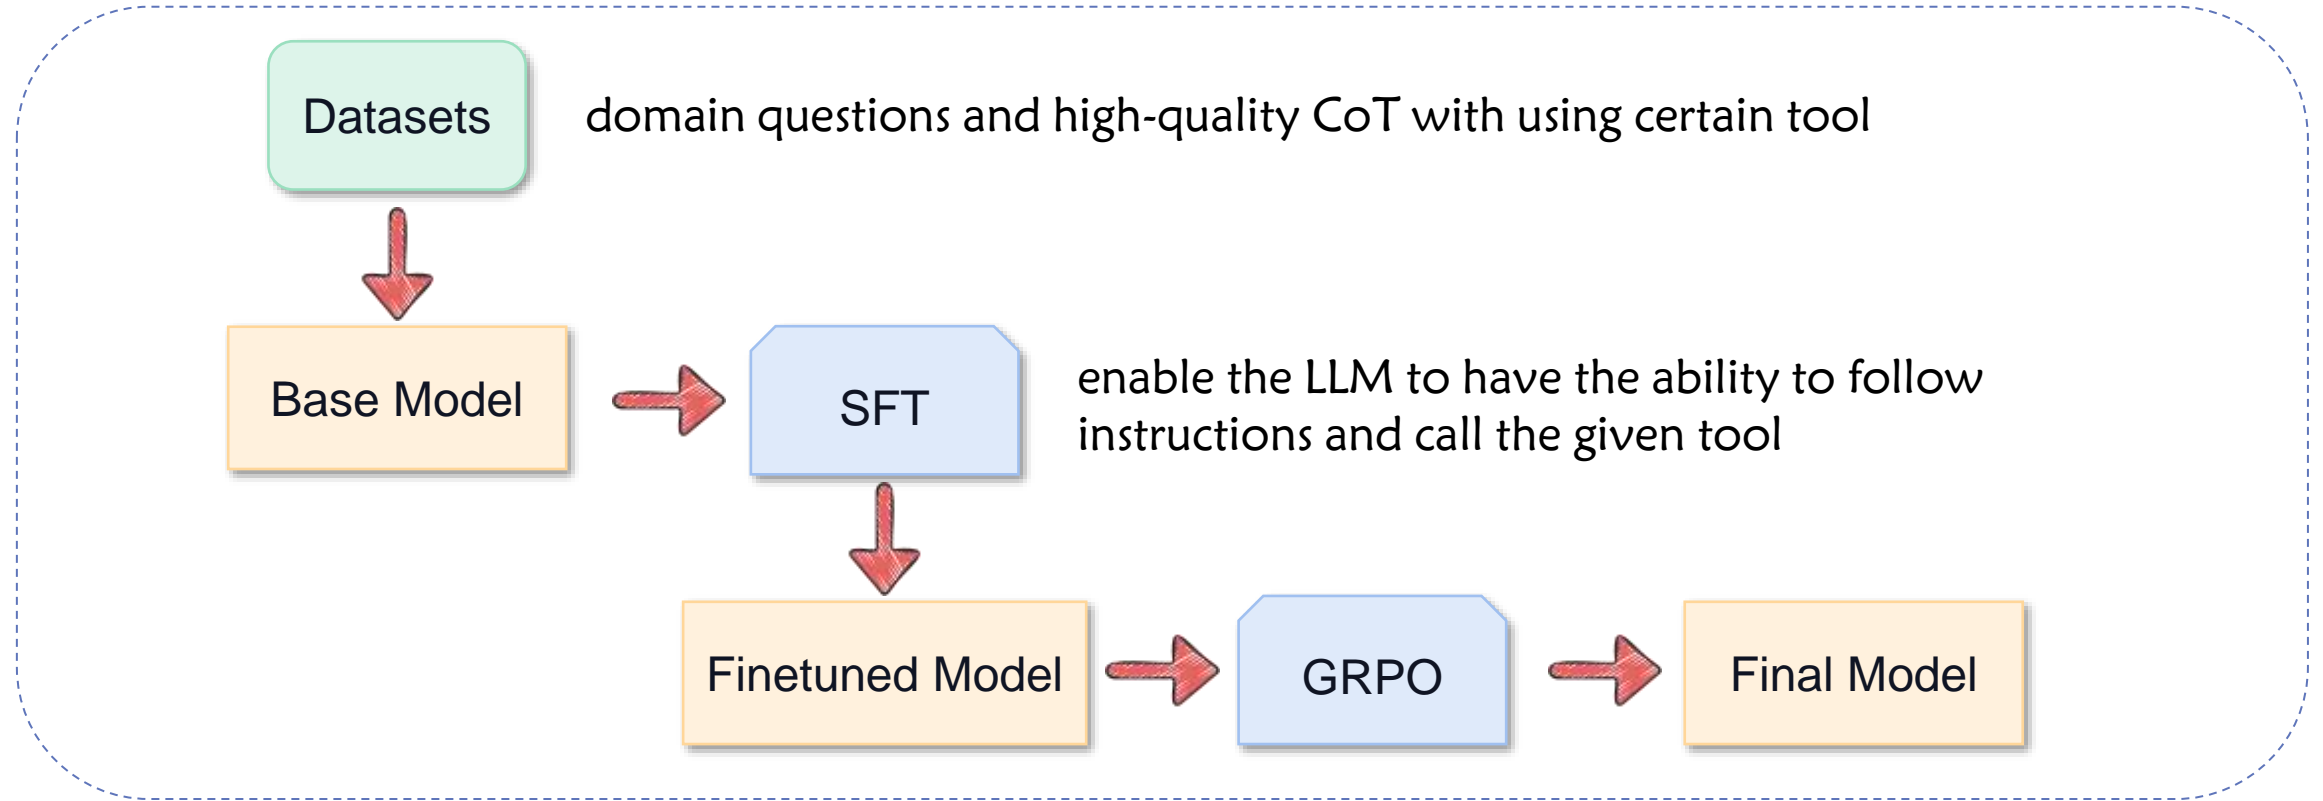 Datasets
domain questions and high-quality CoT with using certain tool
Base Model
SFT
enable the LLM to have the ability to follow
instructions and call the given tool
Finetuned Model
GRPO
Final Model